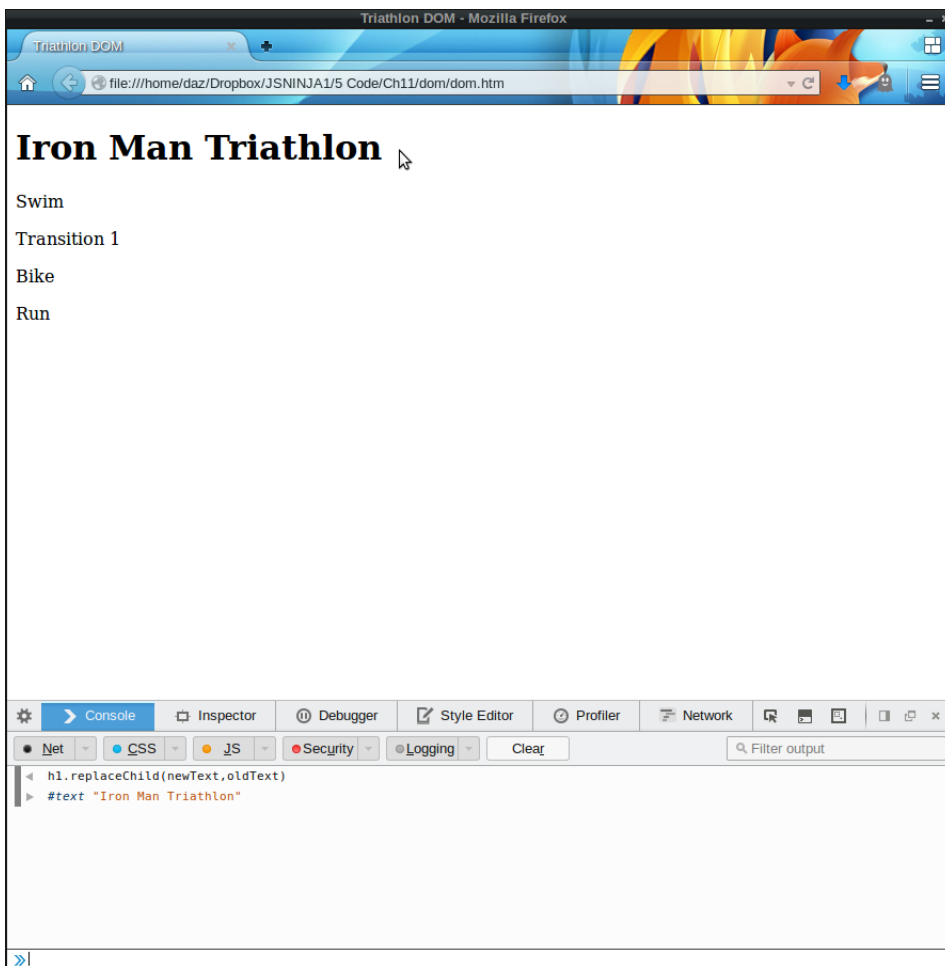 Triathlon DOM - Mozilla Firefox
Triathlon DOM
file:///home/daz/Dropbox/JSNINJA1/5 Code/Ch11/dom/dom.htm
Iron Man Triathlon
Swim
Transition 1
Bike
Run
Console Inspector Debugger Style Editor Profiler Network
Net CSS JS Security Logging Clear Filter output
h1.replaceChild(newText,oldText)
#text "Iron Man Triathlon"